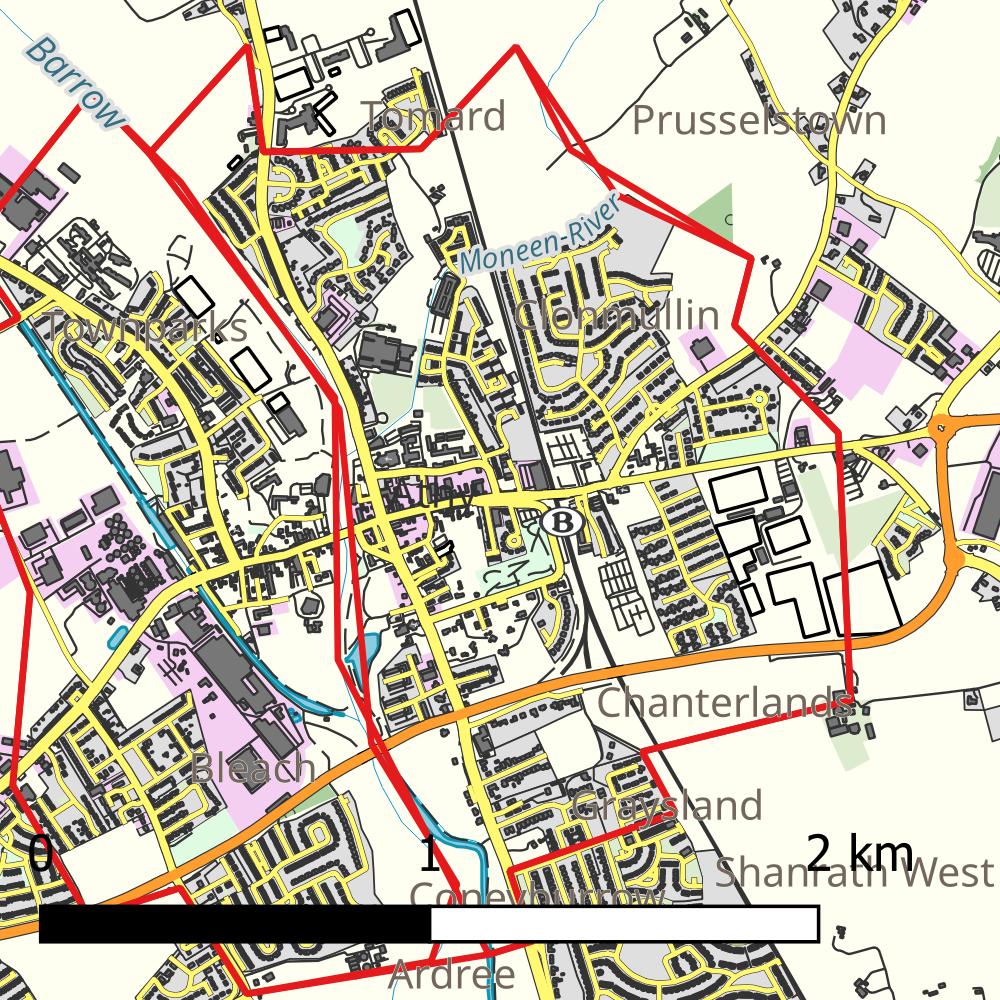 Barrow
Tomard
Prusselstown
Moneen-River
Townparks
Clonmullin
Athy
B
Chanterlands
Bleach
Graysland
0
1
2 km
Shanrath West
Coneyburrow
Ardree